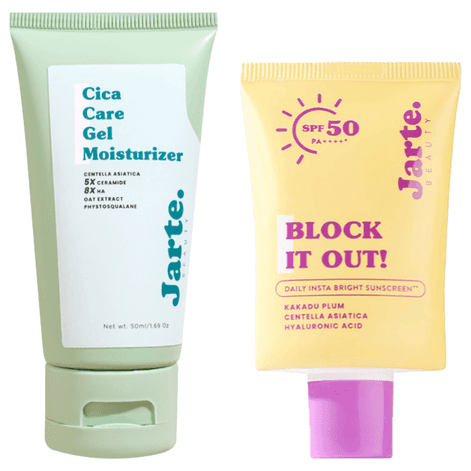 Cica
Care
Gel
Moisturizer
CENTELLA ASIATICA
5X CERAMIDE
8X HA
OAT EXTRACT
PHYSTOSQUALANE
Jarte.
BEAUTY
Net wt. 50ml/1.69 Oz
SPF 50
PA++++
Jarte.
BEAUTY
BLOCK
IT OUT!
DAILY INSTA BRIGHT SUNSCREEN**
KAKADU PLUM
CENTELLA ASIATICA
HYALURONIC ACID